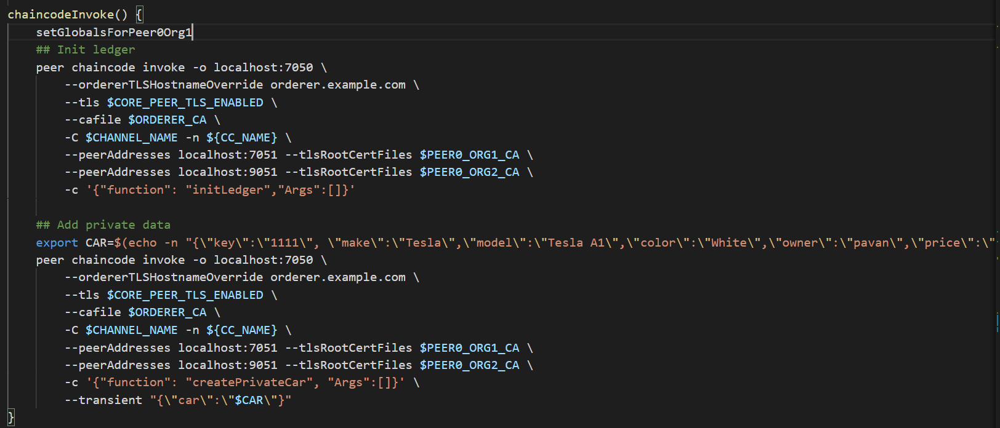 chaincodeInvoke() {
    setGlobalsForPeer0Org1
    ## Init ledger
    peer chaincode invoke -o localhost:7050 \
        --ordererTLSHostnameOverride orderer.example.com \
        --tls $CORE_PEER_TLS_ENABLED \
        --cafile $ORDERER_CA \
        -C $CHANNEL_NAME -n ${CC_NAME} \
        --peerAddresses localhost:7051 --tlsRootCertFiles $PEER0_ORG1_CA \
        --peerAddresses localhost:9051 --tlsRootCertFiles $PEER0_ORG2_CA \
        -c '{"function": "initLedger","Args":[]}'
    ## Add private data
    export CAR=$(echo -n "{\"key\":\"1111\", \"make\":\"Tesla\",\"model\":\"Tesla A1\",\"color\":\"White\",\"owner\":\"pavan\",\"price\":\"
    peer chaincode invoke -o localhost:7050 \
        --ordererTLSHostnameOverride orderer.example.com \
        --tls $CORE_PEER_TLS_ENABLED \
        --cafile $ORDERER_CA \
        -C $CHANNEL_NAME -n ${CC_NAME} \
        --peerAddresses localhost:7051 --tlsRootCertFiles $PEER0_ORG1_CA \
        --peerAddresses localhost:9051 --tlsRootCertFiles $PEER0_ORG2_CA \
        -c '{"function": "createPrivateCar", "Args":[]}' \
        --transient "{\"car\":\"$CAR\"}"
}